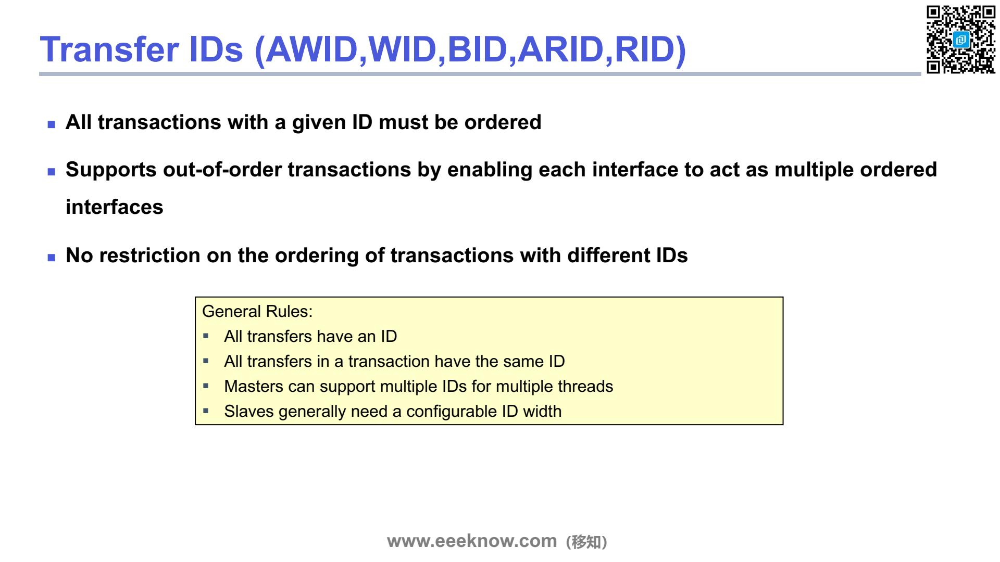 Transfer IDs (AWID,WID,BID,ARID,RID)
All transactions with a given ID must be ordered
Supports out-of-order transactions by enabling each interface to act as multiple ordered
interfaces
No restriction on the ordering of transactions with different IDs
General Rules:
All transfers have an ID
All transfers in a transaction have the same ID
Masters can support multiple IDs for multiple threads
Slaves generally need a configurable ID width
www.eeeknow.com (移知)